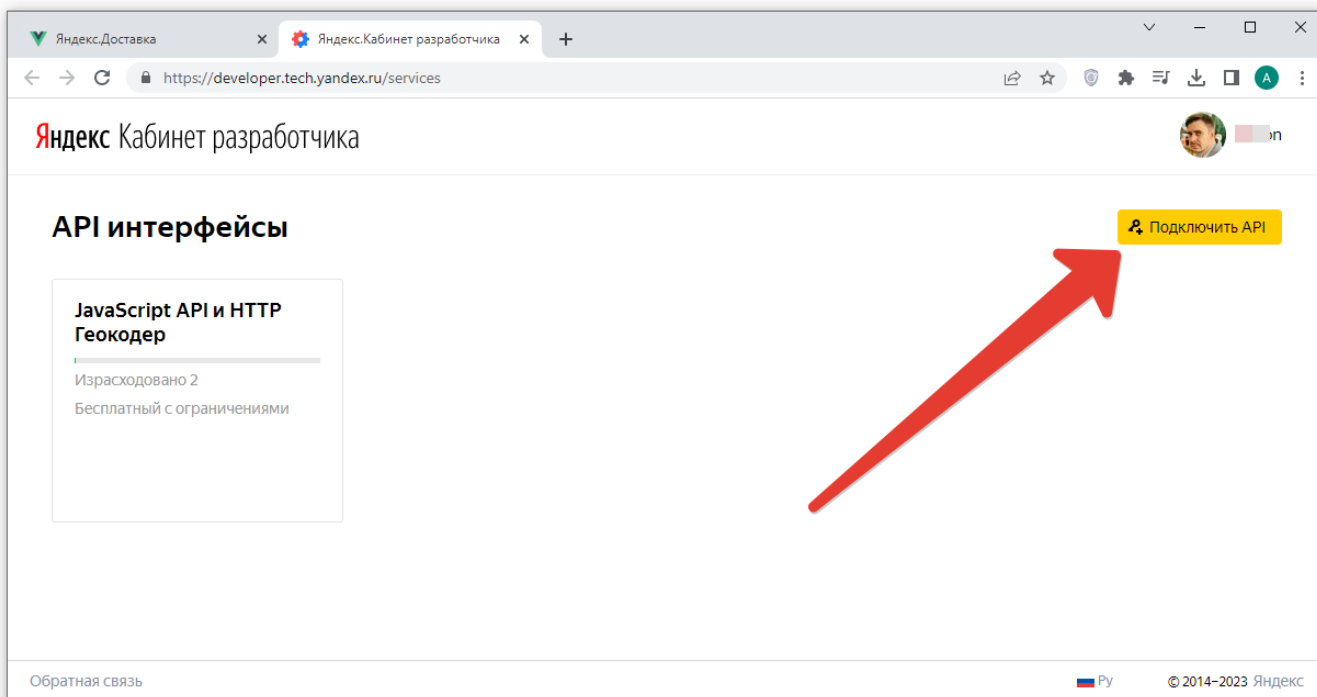 Яндекс.Доставка
Яндекс.Кабинет разработчика
https://developer.tech.yandex.ru/services
A
Яндекс Кабинет разработчика
on
API интерфейсы
Подключить API
JavaScript API и HTTP
Геокодер
Израсходовано 2
Бесплатный с ограничениями
Обратная связь
Ру
© 2014–2023 Яндекс